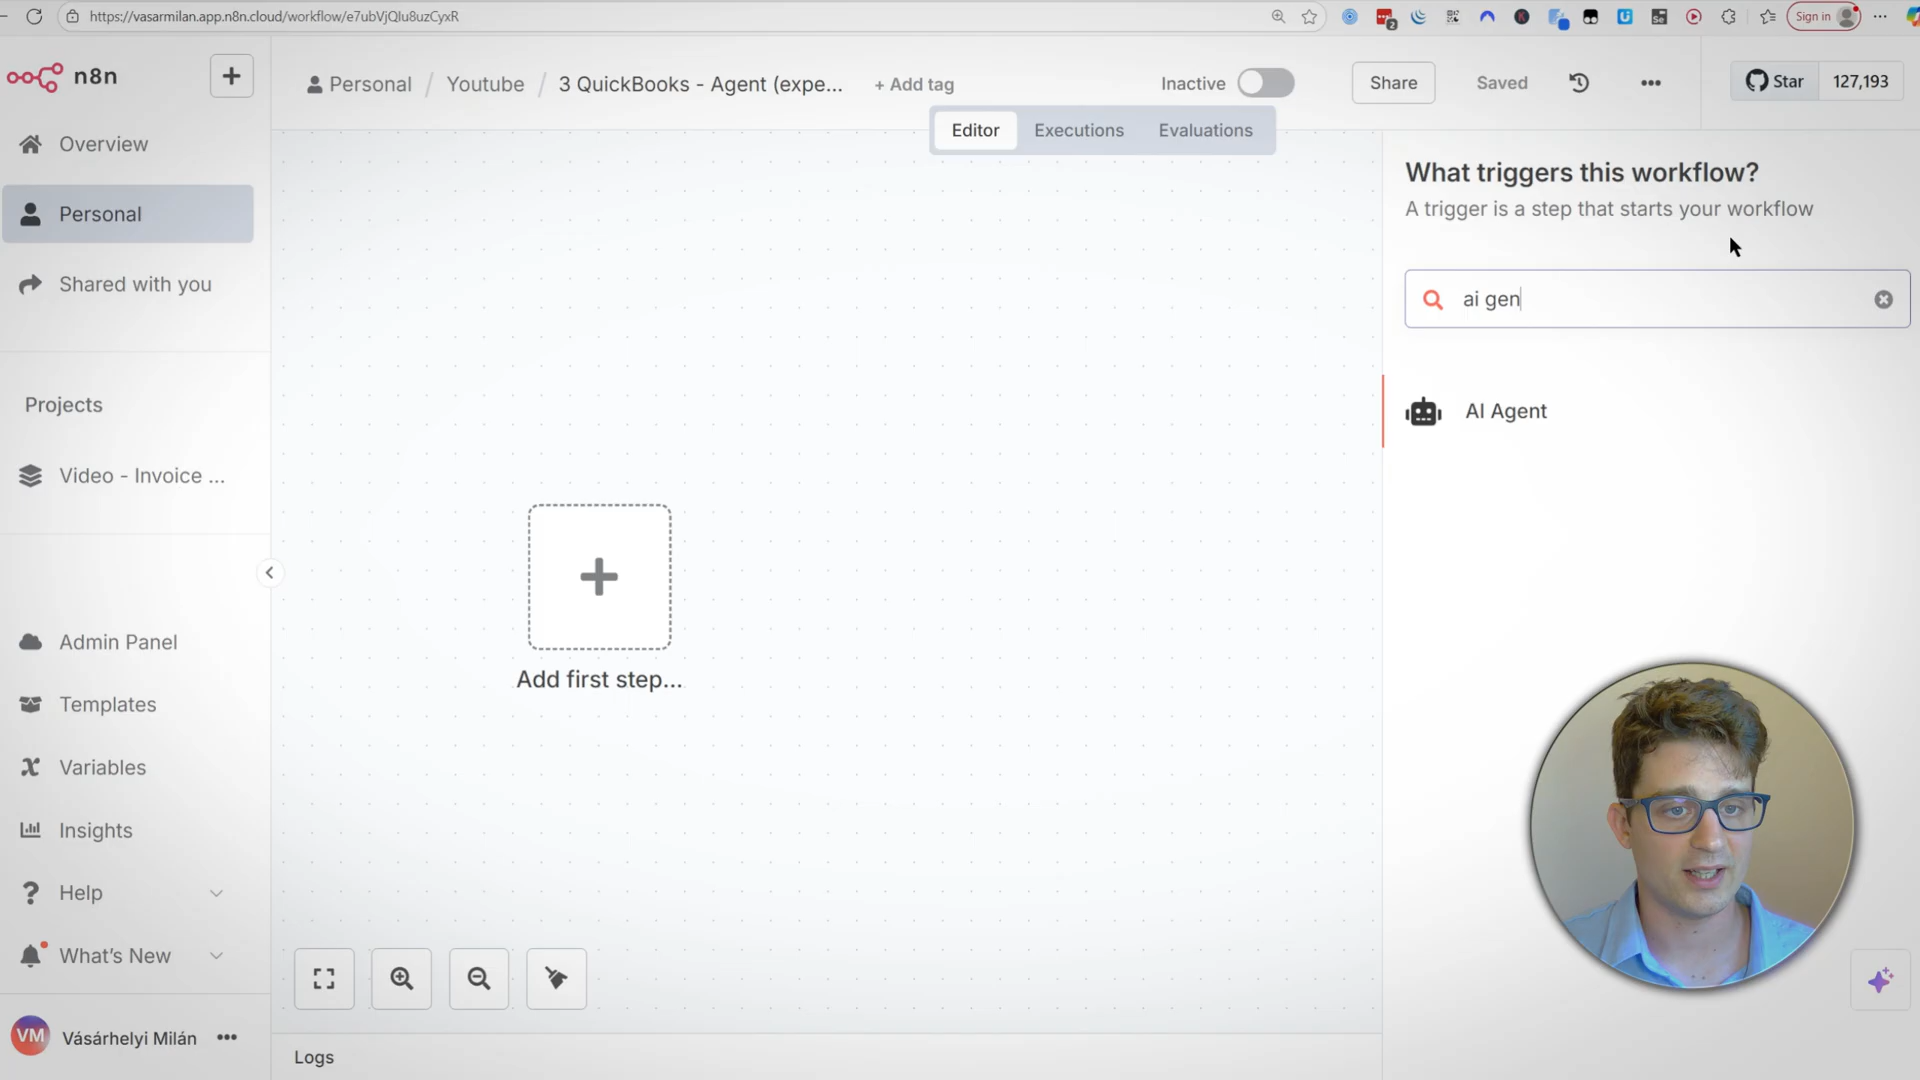 https://vasarmilan.app.n8n.cloud/workflow/e7ubVjQIu8uzCyxR
Sign in
2
n8n
Personal / Youtube / 3 QuickBooks - Agent (expe...
+ Add tag
Inactive
Share
Saved
Star
127,193
Editor
Executions
Evaluations
Overview
Personal
Shared with you
Projects
Video - Invoice ...
Admin Panel
Templates
Variables
Insights
Help
What's New
VM
Vásárhelyi Milán
Add first step...
Logs
What triggers this workflow?
A trigger is a step that starts your workflow
ai gen
AI Agent